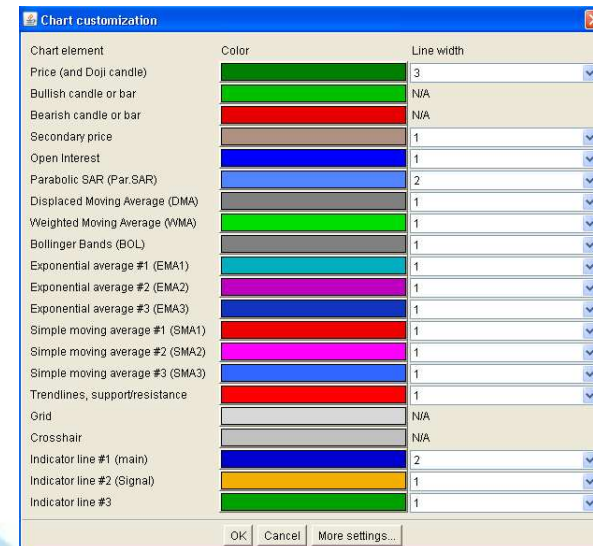 Chart customization
Chart element Color Line width
Price (and Doji candle) 3
Bullish candle or bar N/A
Bearish candle or bar N/A
Secondary price 1
Open Interest 1
Parabolic SAR (Par.SAR) 2
Displaced Moving Average (DMA) 1
Weighted Moving Average (WMA) 1
Bollinger Bands (BOL) 1
Exponential average #1 (EMA1) 1
Exponential average #2 (EMA2) 1
Exponential average #3 (EMA3) 1
Simple moving average #1 (SMA1) 1
Simple moving average #2 (SMA2) 1
Simple moving average #3 (SMA3) 1
Trendlines, support/resistance 1
Grid N/A
Crosshair N/A
Indicator line #1 (main) 2
Indicator line #2 (Signal) 1
Indicator line #3 1
OK Cancel More settings...